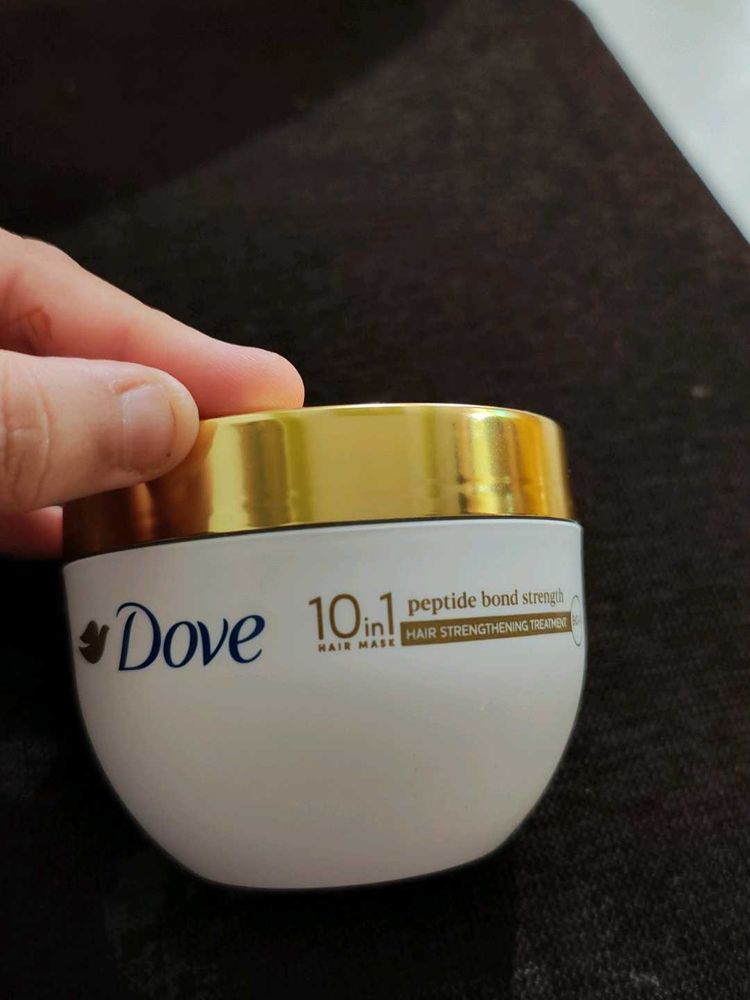 Dove
10in1
HAIR MASK
peptide bond strength
HAIR STRENGTHENING TREATMENT